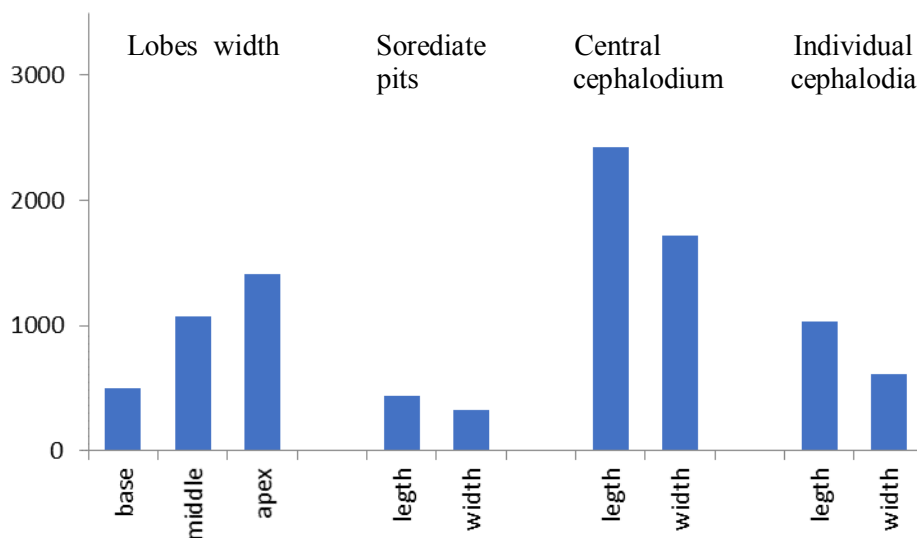 Lobes width
Sorediate
pits
Central
cephalodium
Individual
cephalodia
3000
2000
1000
0
base
middle
apex
legth
width
legth
width
legth
width